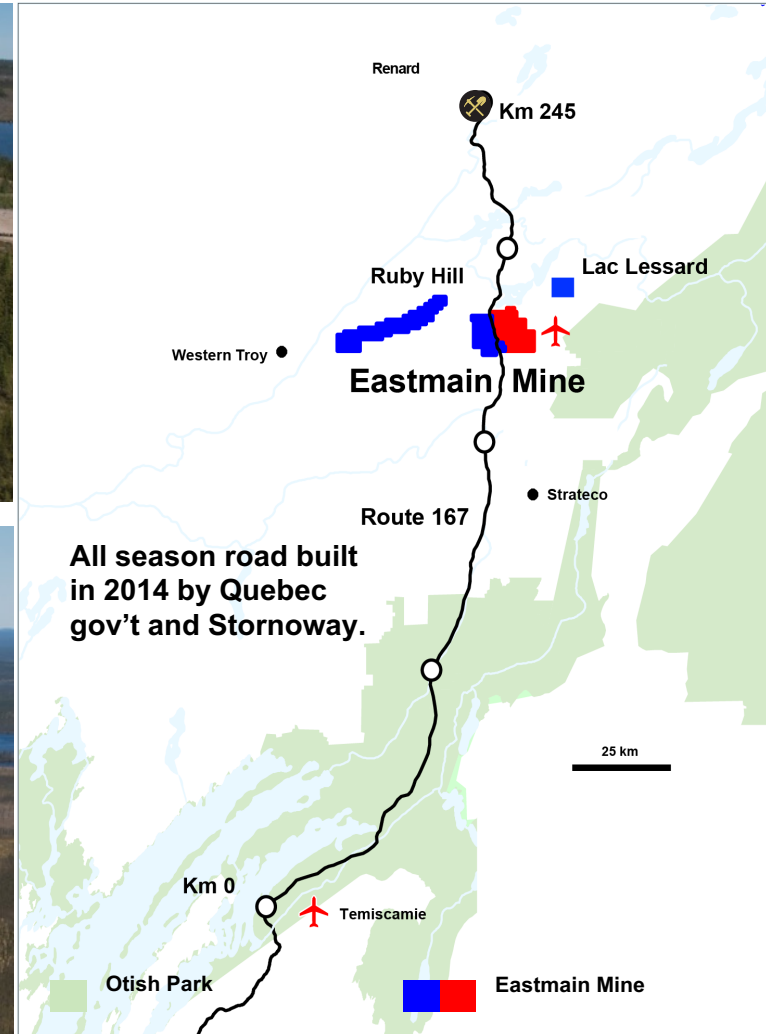 Renard
Km 245
Lac Lessard
Ruby Hill
Western Troy
Eastmain Mine
Strateco
Route 167
All season road built
in 2014 by Quebec
gov't and Stornoway.
25 km
Km 0
Temiscamie
Otish Park
Eastmain Mine